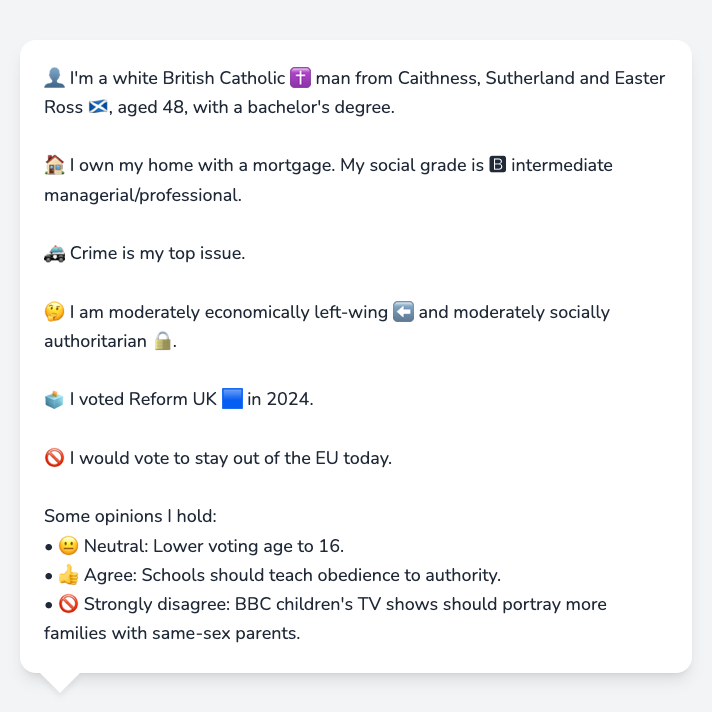 👤 I'm a white British Catholic ✝️ man from Caithness, Sutherland and Easter
Ross 🏴󠁧󠁢󠁳󠁣󠁴󠁿, aged 48, with a bachelor's degree.
🏠 I own my home with a mortgage. My social grade is 🅱 intermediate
managerial/professional.
🚓 Crime is my top issue.
🤔 I am moderately economically left-wing ⬅️ and moderately socially
authoritarian 🔒.
🗳️ I voted Reform UK 🟦 in 2024.
🚫 I would vote to stay out of the EU today.
Some opinions I hold:
• 😐 Neutral: Lower voting age to 16.
• 👍 Agree: Schools should teach obedience to authority.
• 🚫 Strongly disagree: BBC children's TV shows should portray more
families with same-sex parents.